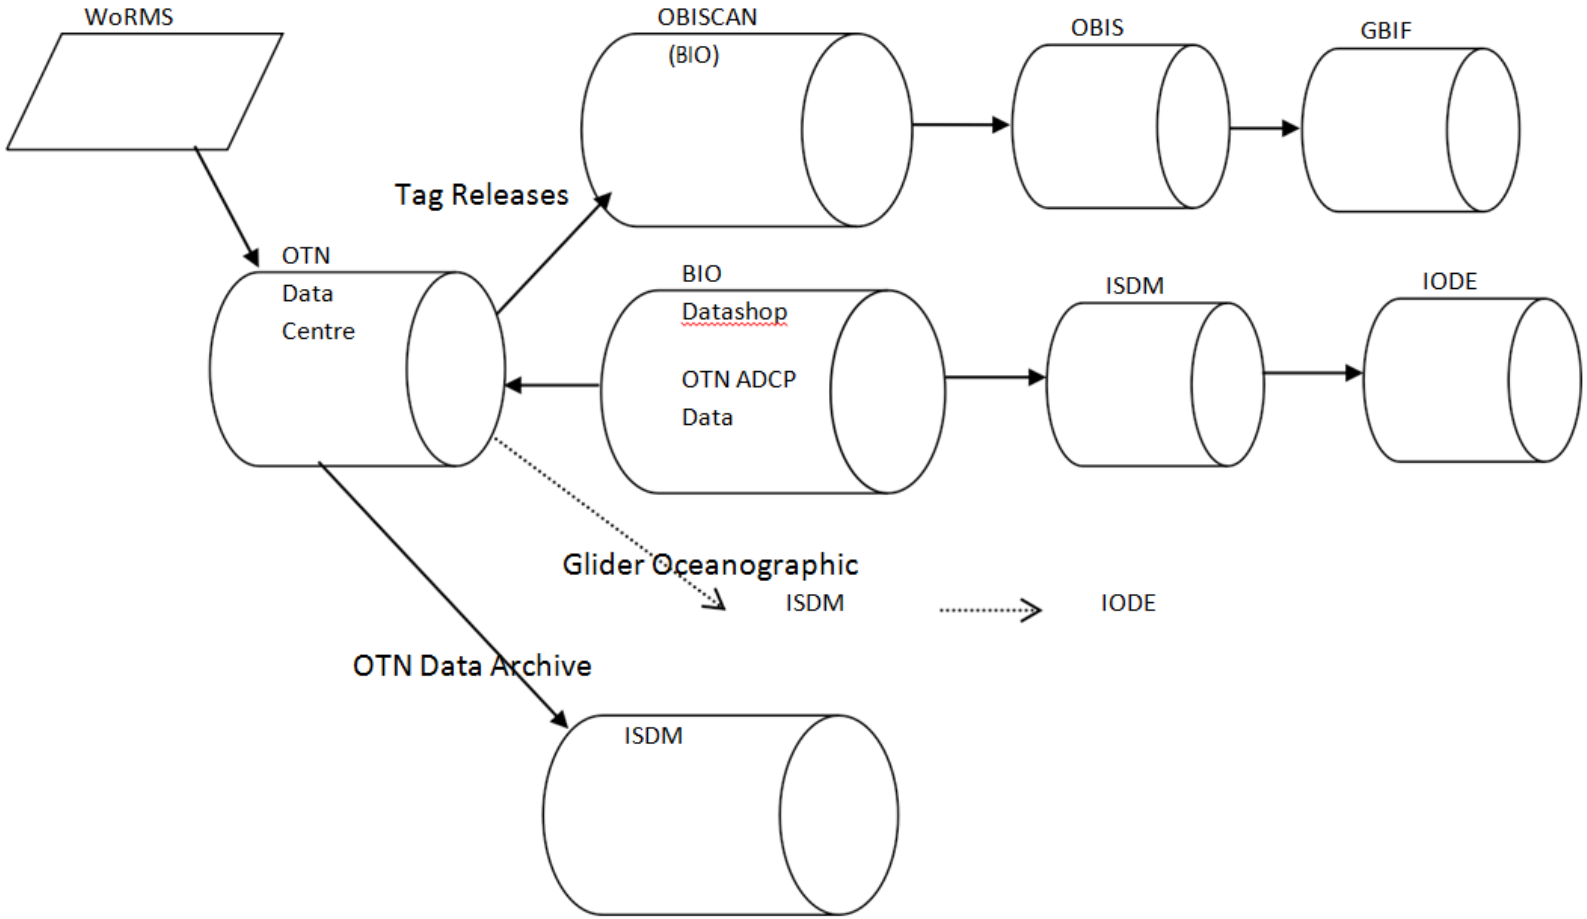 WoRMS
OBISCAN
(BIO)
OBIS
GBIF
Tag Releases
OTN
Data
Centre
BIO
Datashop
OTN ADCP
Data
ISDM
IODE
Glider Oceanographic
ISDM
IODE
OTN Data Archive
ISDM